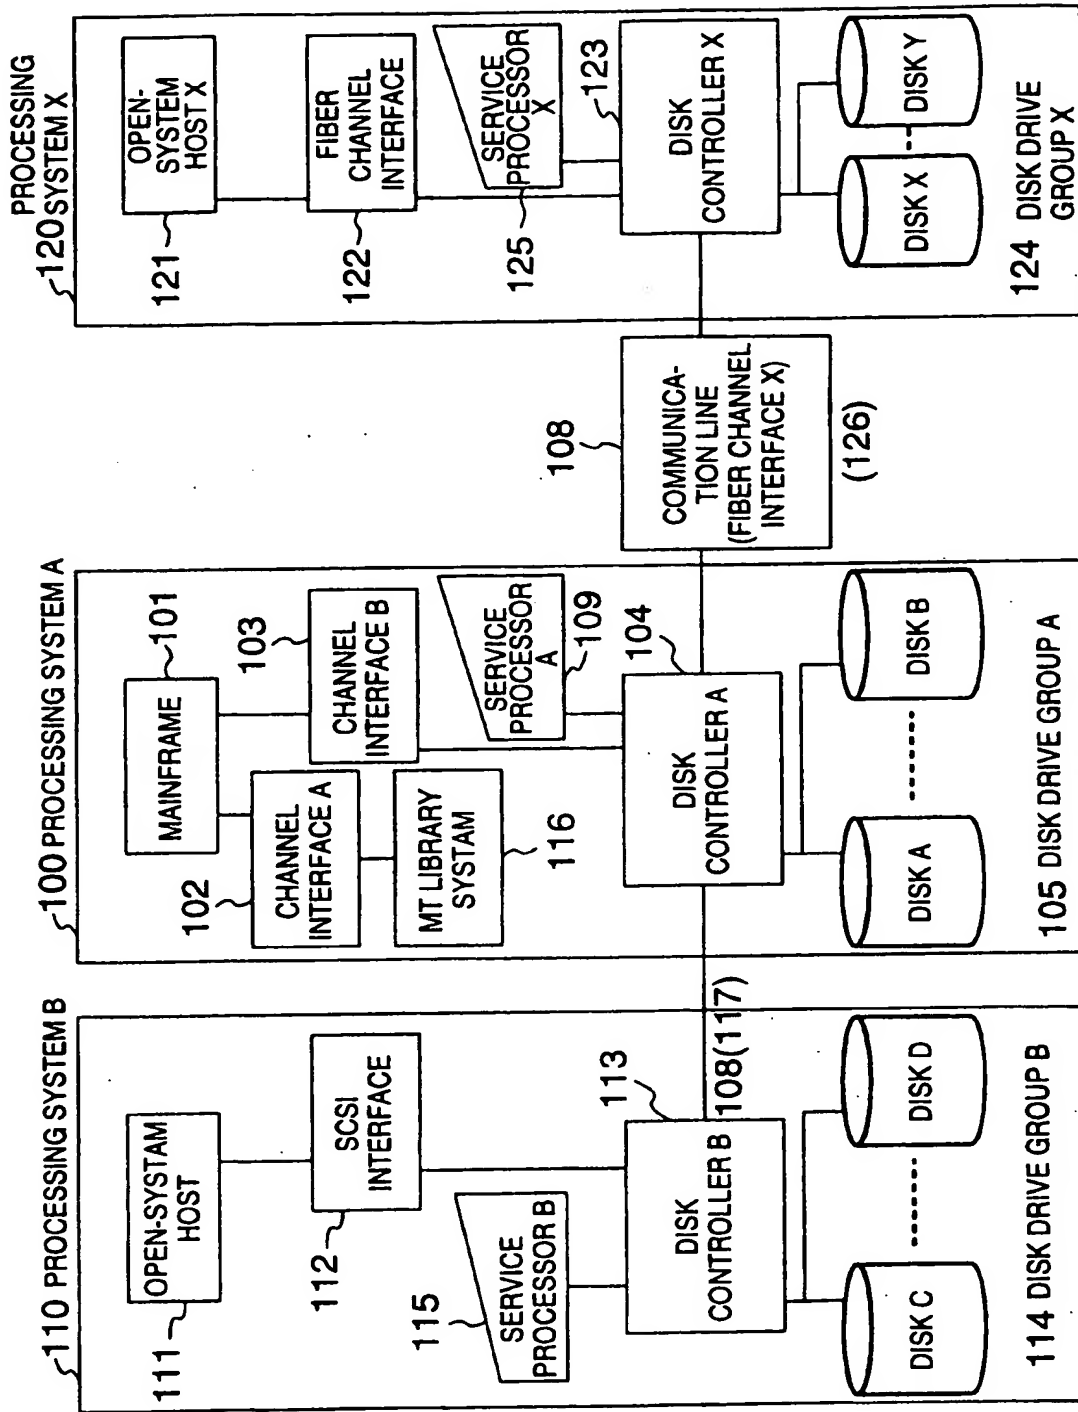 110 PROCESSING SYSTEM B
OPEN-SYSTAM
HOST
111
SCSI
INTERFACE
112
SERVICE
PROCESSOR B
115
DISK
CONTROLLER B
113
108(117)
DISK C
DISK D
114 DISK DRIVE GROUP B
100 PROCESSING SYSTEM A
MAINFRAME
101
CHANNEL
INTERFACE A
102
CHANNEL
INTERFACE B
103
MT LIBRARY
SYSTAM
116
SERVICE
PROCESSOR
A
109
DISK
CONTROLLER A
104
DISK A
DISK B
105 DISK DRIVE GROUP A
108
COMMUNICA-
TION LINE
(FIBER CHANNEL
INTERFACE X)
(126)
PROCESSING
120 SYSTEM X
OPEN-
SYSTEM
HOST X
121
FIBER
CHANNEL
INTERFACE
122
SERVICE
PROCESSOR
X
125
123
DISK
CONTROLLER X
DISK X
DISK Y
124 DISK DRIVE
GROUP X